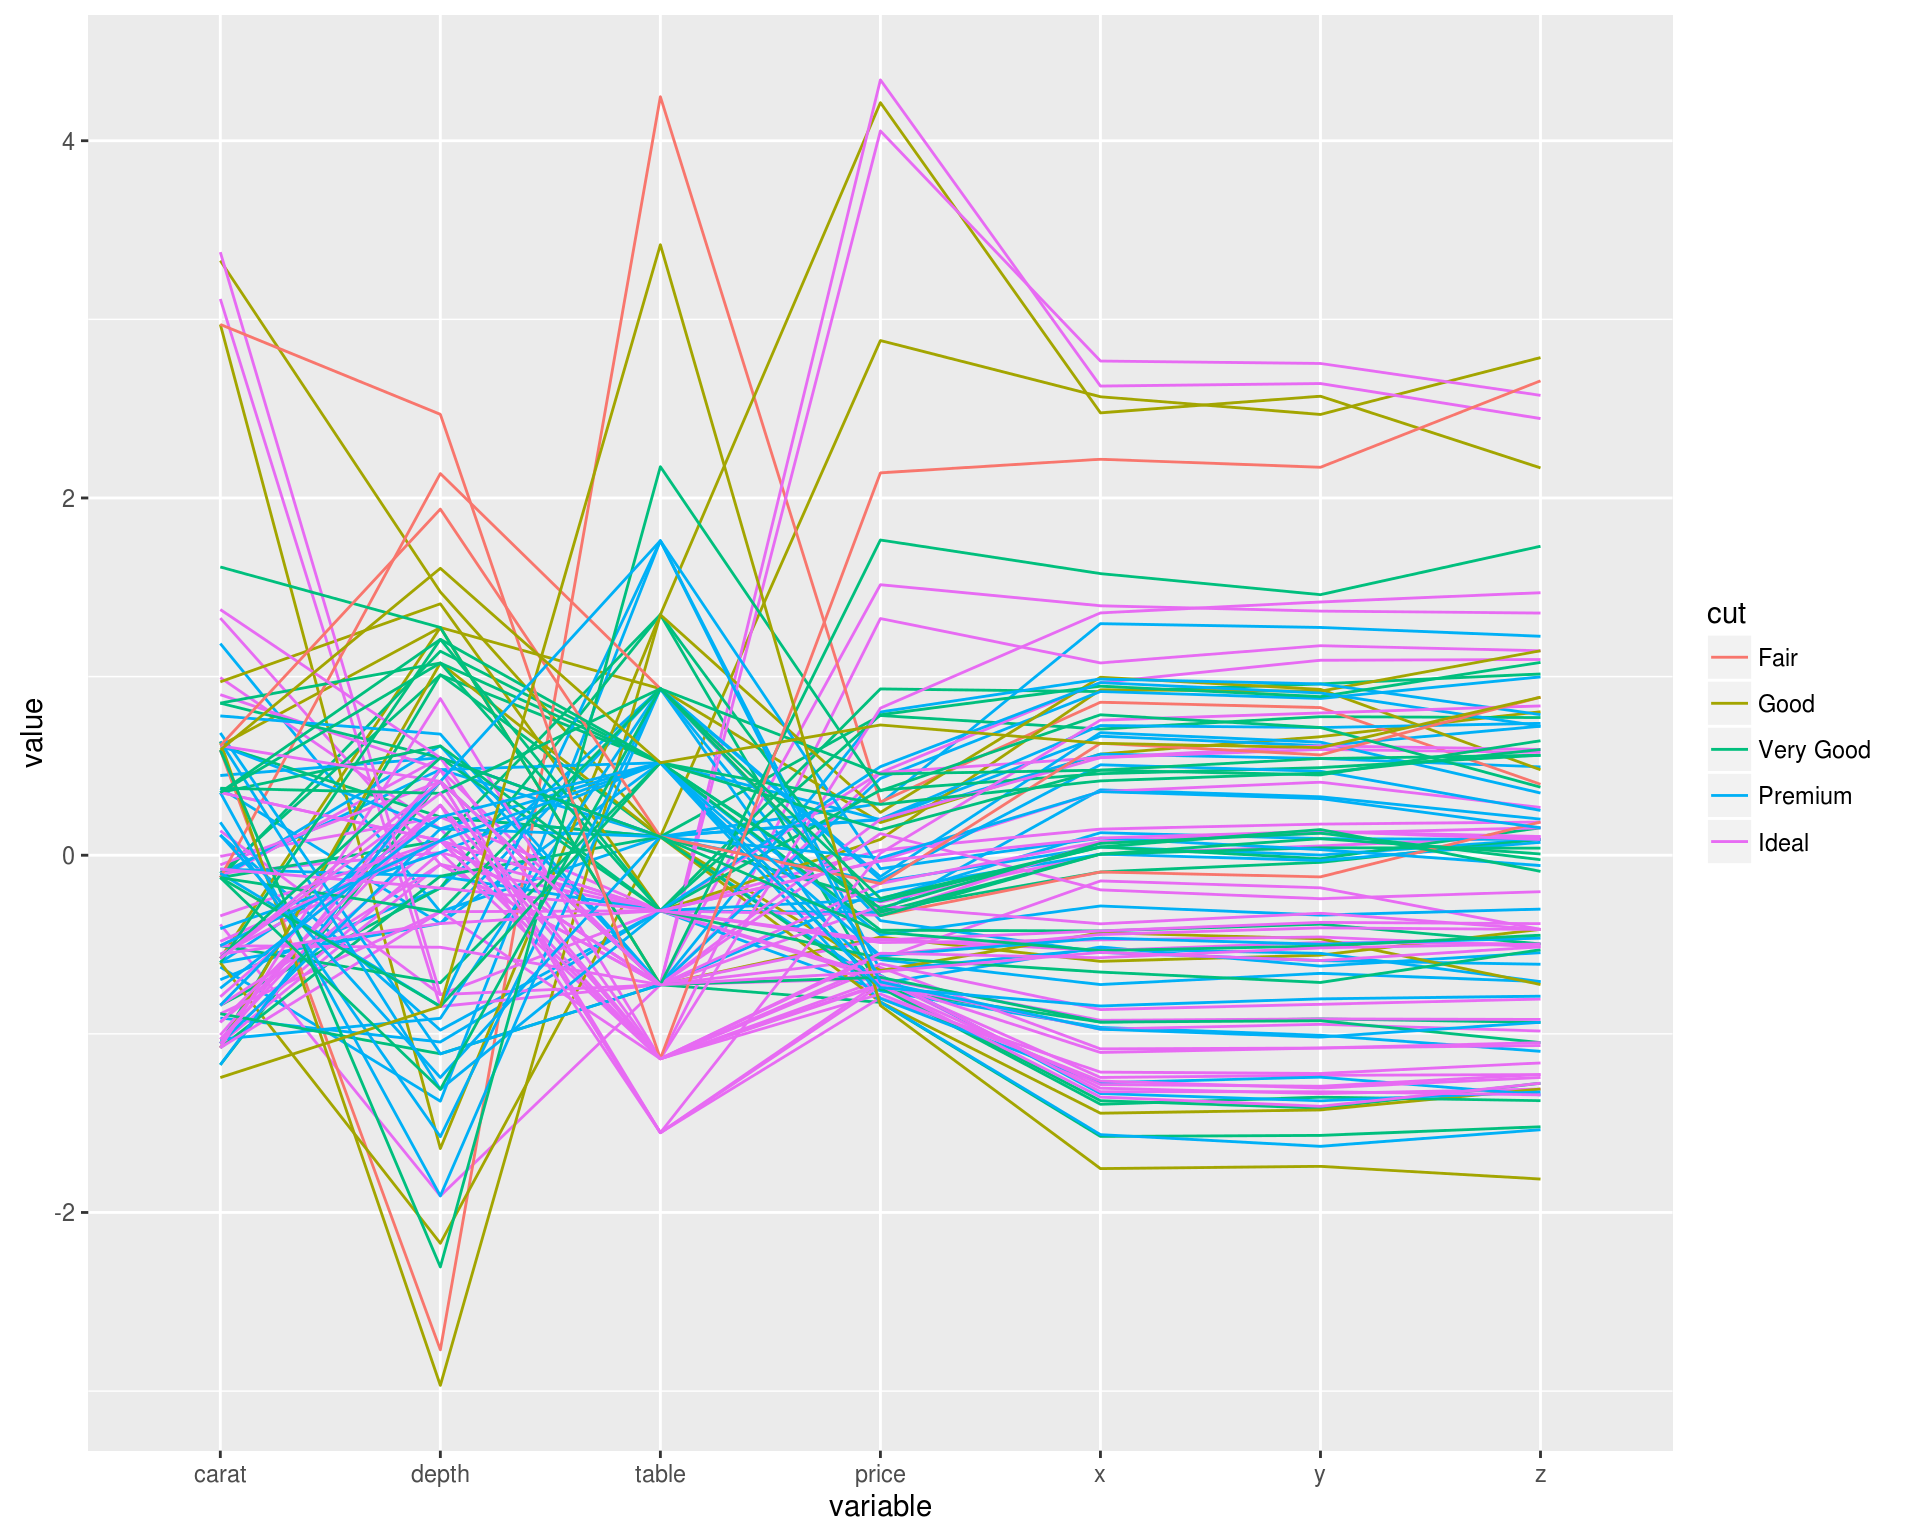 4
2
0
-2
value
carat depth table price x y z
variable
cut
Fair
Good
Very Good
Premium
Ideal